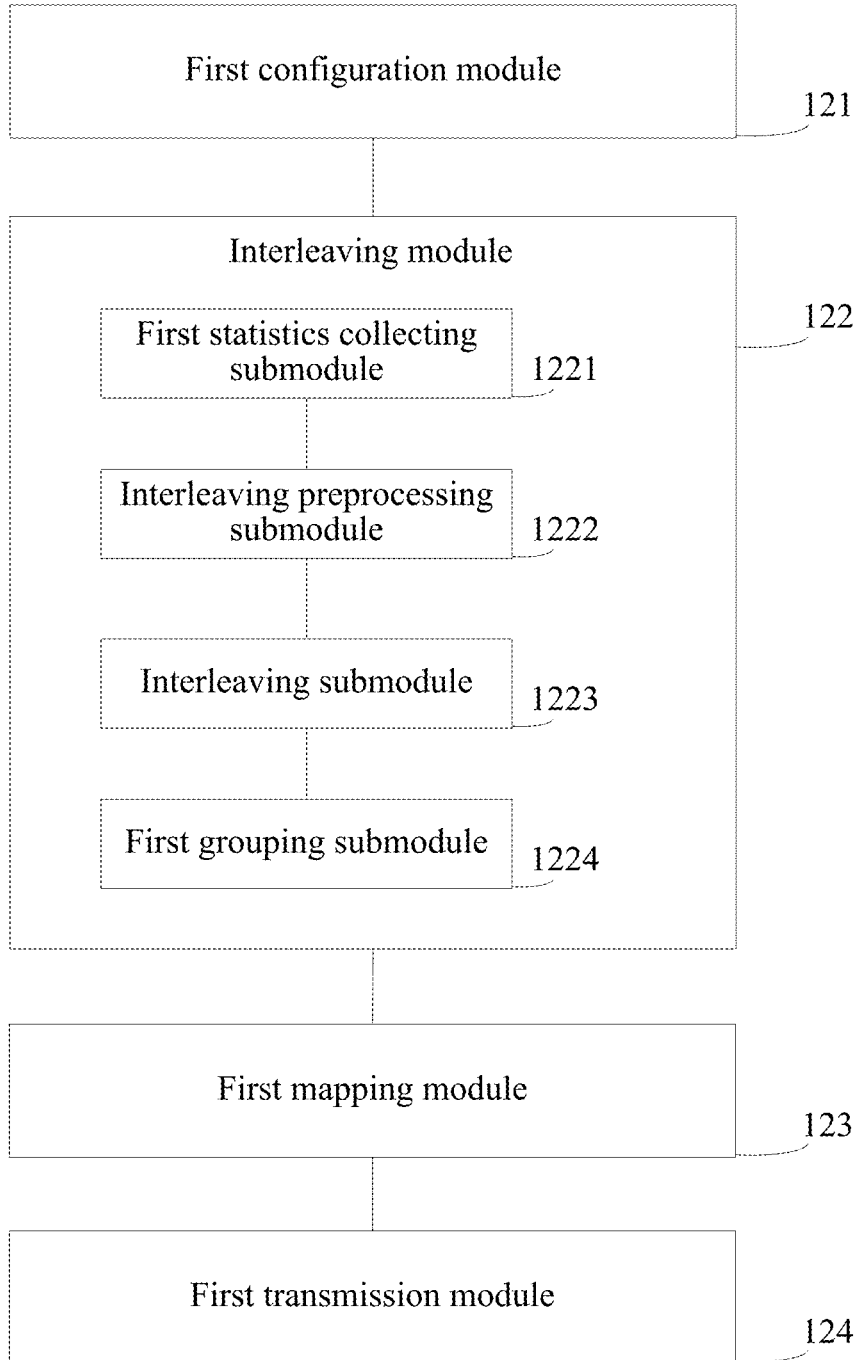 First configuration module
121
Interleaving module
122
First statistics collecting
submodule
1221
Interleaving preprocessing
submodule
1222
Interleaving submodule
1223
First grouping submodule
1224
First mapping module
123
First transmission module
124